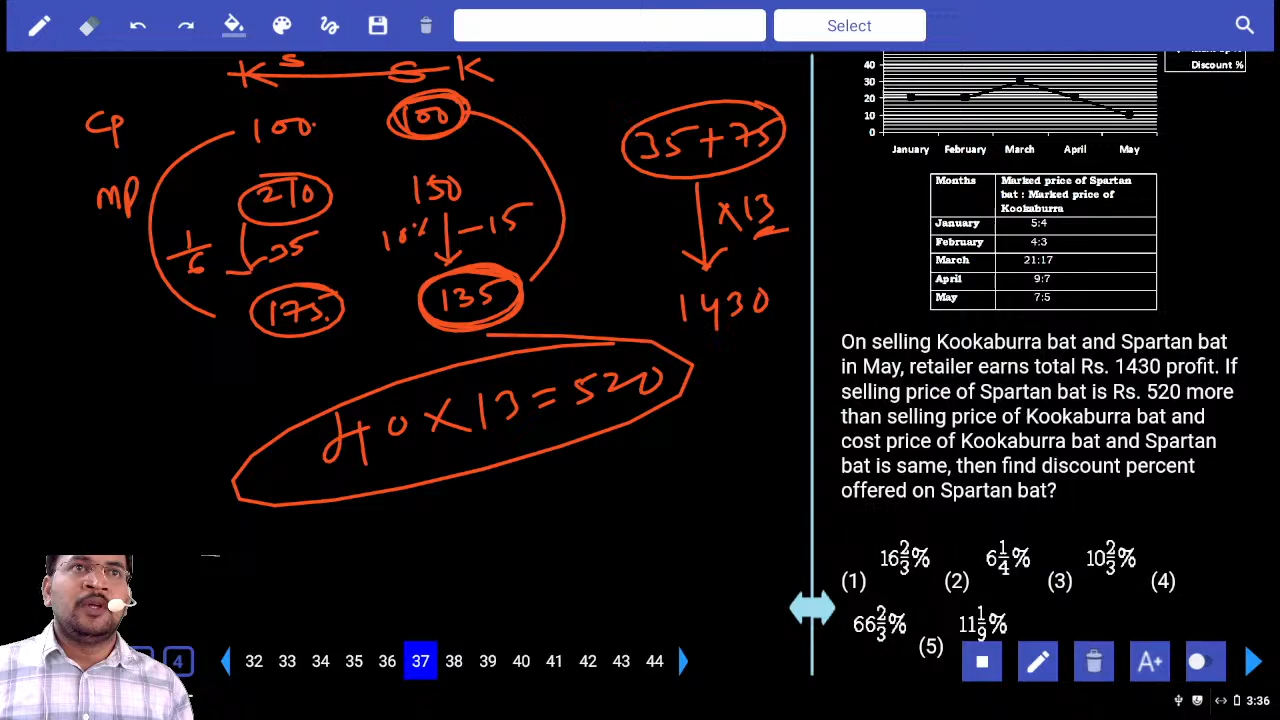 Select
K S S K
CP 100 100
MP 210 150
1/6 -35 10% -15
175 135
35+75
×13
1430
40×13=520
40
30
20
10
0
Discount %
January February March April May
Months Marked price of Spartan bat : Marked price of Kookaburra
January 5:4
February 4:3
March 21:17
April 9:7
May 7:5
On selling Kookaburra bat and Spartan bat
in May, retailer earns total Rs. 1430 profit. If
selling price of Spartan bat is Rs. 520 more
than selling price of Kookaburra bat and
cost price of Kookaburra bat and Spartan
bat is same, then find discount percent
offered on Spartan bat?
(1) 16 2/3% (2) 6 1/4% (3) 10 2/3% (4)
66 2/3% (5) 11 1/9%
4 32 33 34 35 36 37 38 39 40 41 42 43 44
A+
3:36